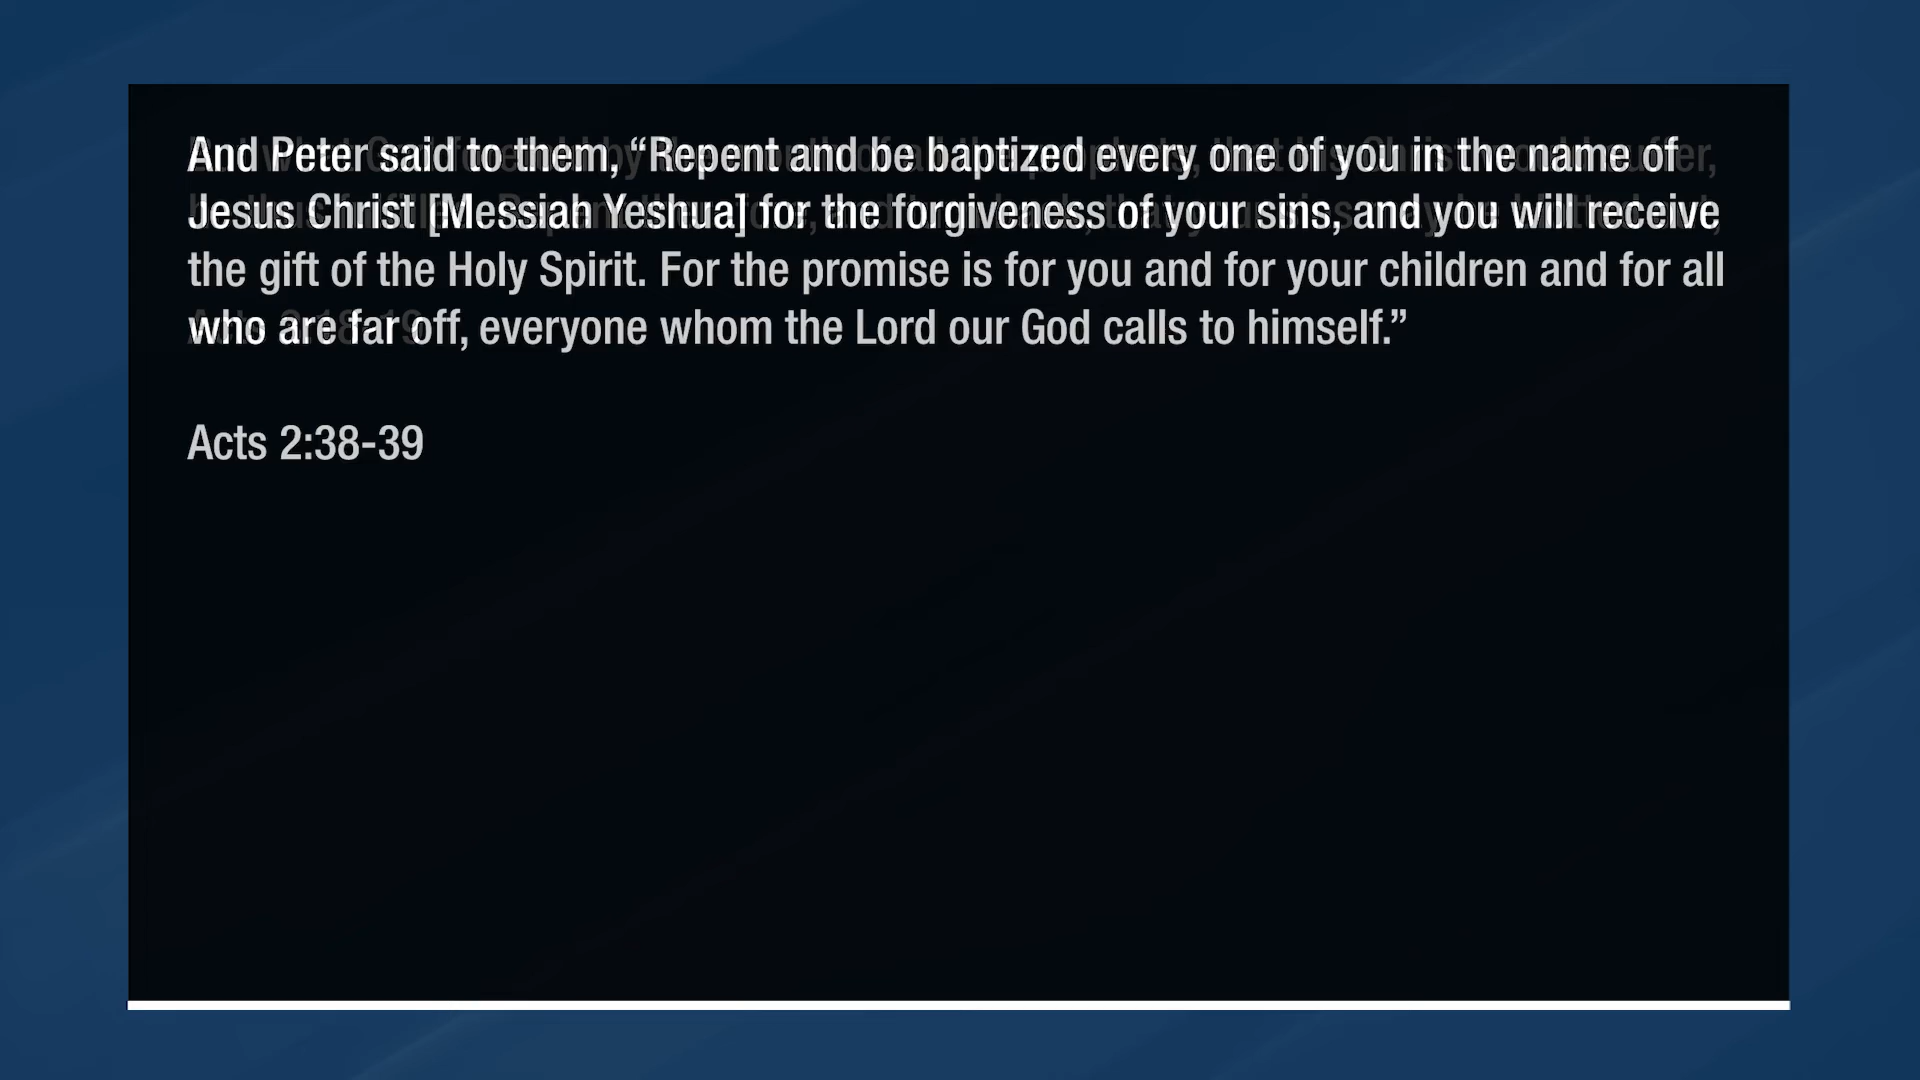 And Peter said to them, “Repent and be baptized every one of you in the name of
Jesus Christ [Messiah Yeshua] for the forgiveness of your sins, and you will receive
the gift of the Holy Spirit. For the promise is for you and for your children and for all
who are far off, everyone whom the Lord our God calls to himself.”
Acts 2:38-39